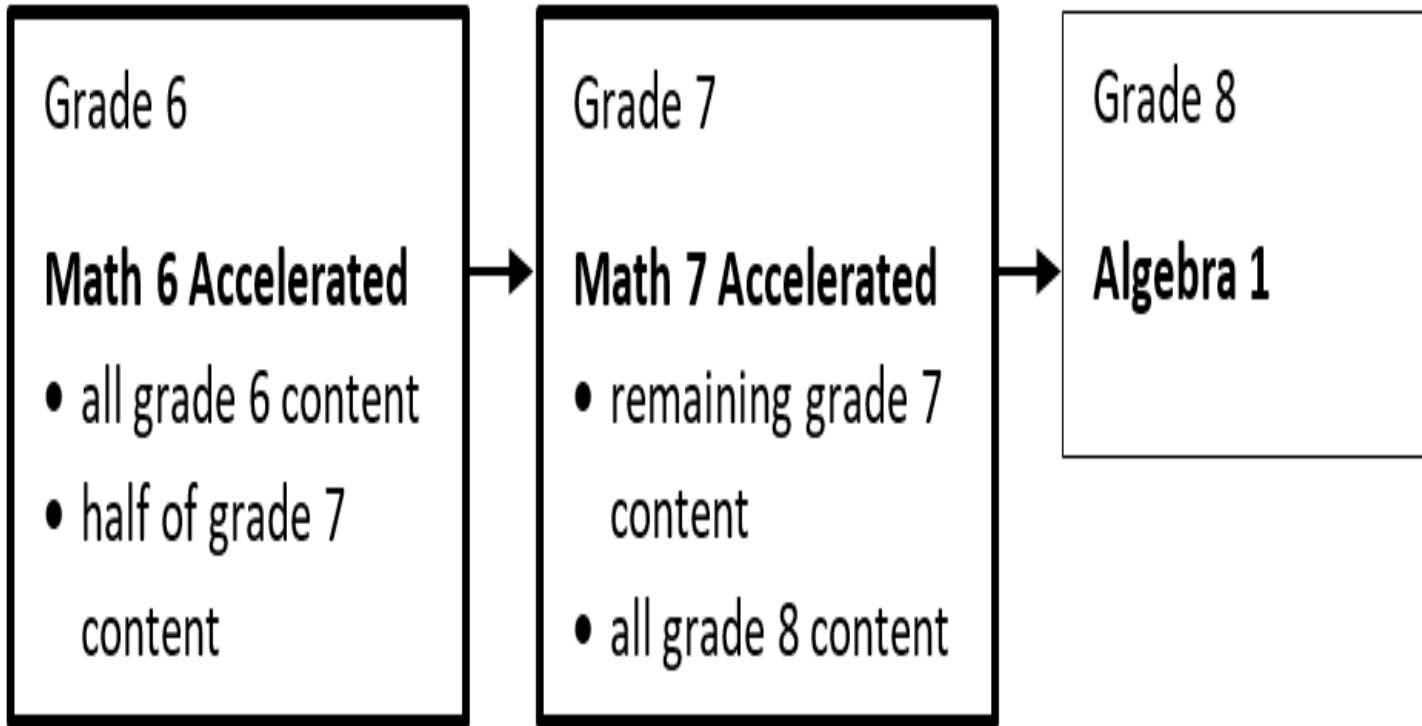 Grade 6
Math 6 Accelerated
• all grade 6 content
• half of grade 7
content
Grade 7
Math 7 Accelerated
• remaining grade 7
content
• all grade 8 content
Grade 8
Algebra 1